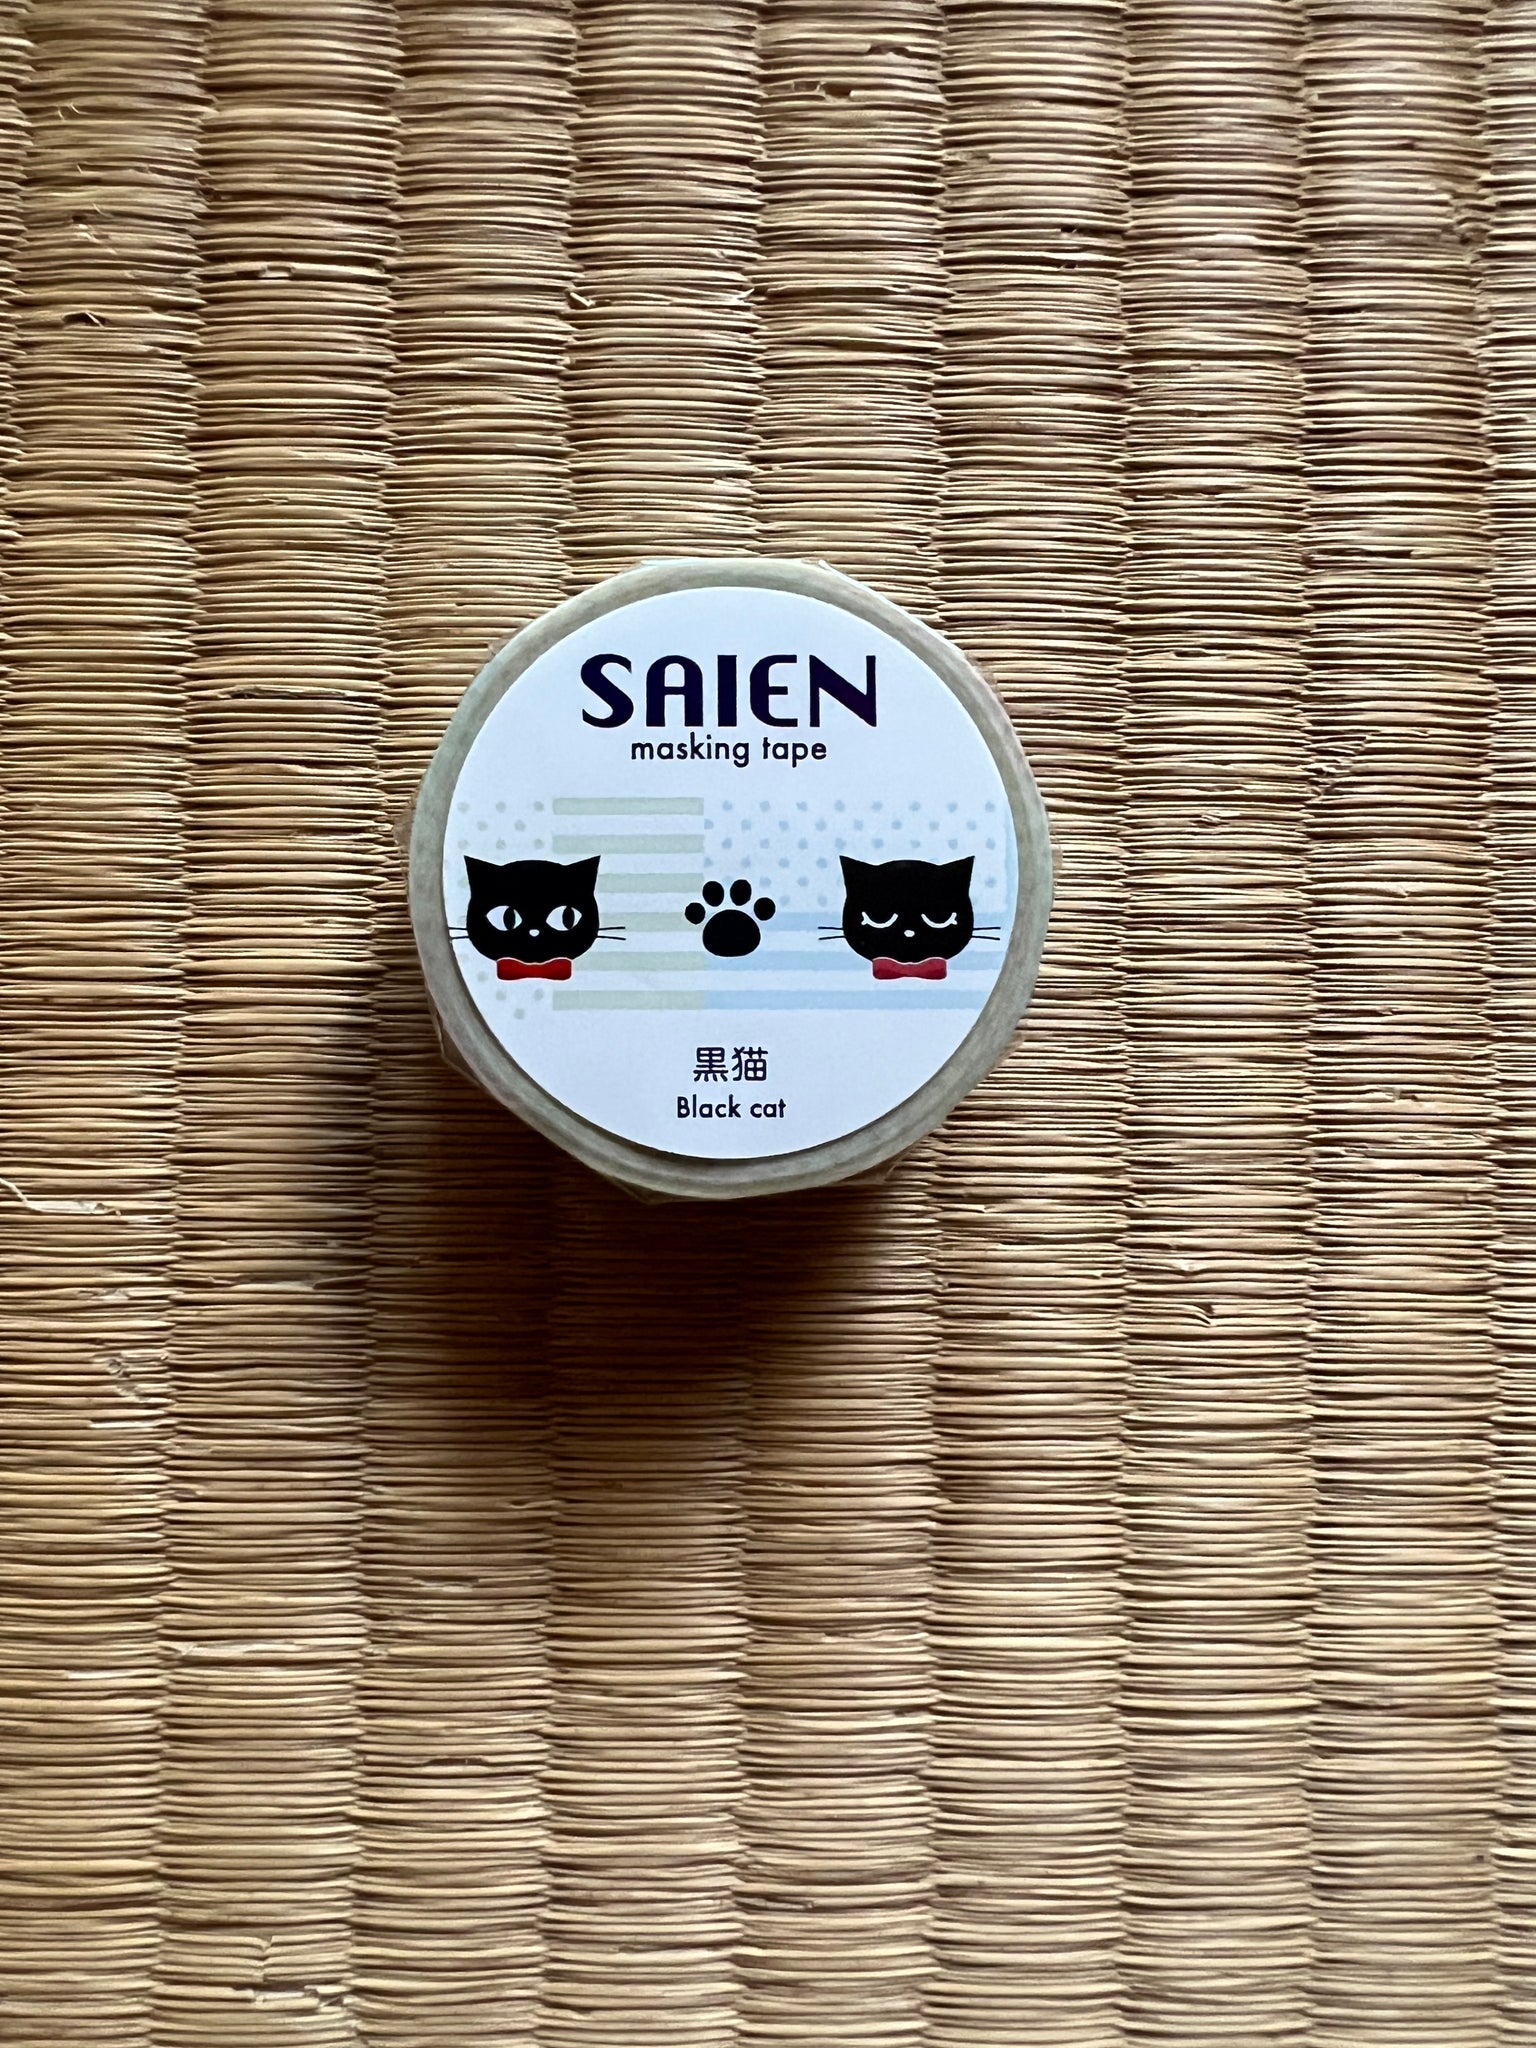 SAIEN
masking tape
黒猫
Black cat